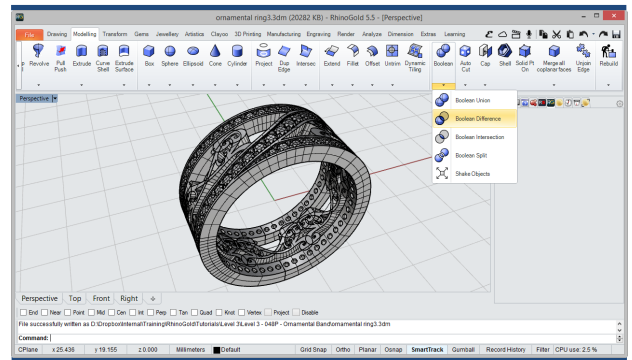 ornamental ring3.3dm (20282 KB) - RhinoGold 5.5 - [Perspective]
File Drawing Modelling Transform Gems Jewellery Artistics Clayoo 3D Printing Manufacturing Engraving Render Analyze Dimension Extras Learning
Revolve Pull Push Extrude Curve Shell Extrude Surface Box Sphere Ellipsoid Cone Cylinder Project Dup Edge Intersec Extend Fillet Offset Untrim Dynamic Tiling Boolean Auto Cut Cap Shell Solid Pt On Merge all coplanar faces Unjoin Edge Rebuild
Perspective
Boolean Union
Boolean Difference
Boolean Intersection
Boolean Split
Shake Objects
Perspective Top Front Right
End Near Point Mid Cen Int Perp Tan Quad Knot Vertex Project Disable
File successfully written as D:\Dropbox\Internal\Training\RhinoGold\Tutorials\Level 3\Level 3 - 048P - Ornamental Band\ornamental ring3.3dm
Command:
CPlane x 25.436 y 19.155 z 0.000 Millimeters Default Grid Snap Ortho Planar Osnap SmartTrack Gumball Record History Filter CPU use: 2.5 %